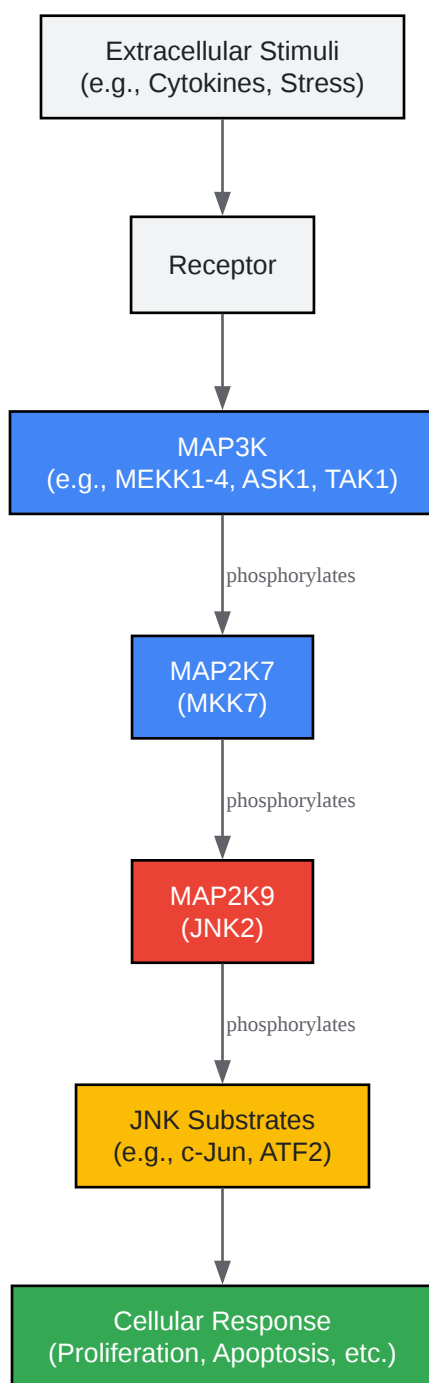 Extracellular Stimuli
(e.g., Cytokines, Stress)
Receptor
MAP3K
(e.g., MEKK1-4, ASK1, TAK1)
phosphorylates
MAP2K7
(MKK7)
phosphorylates
MAP2K9
(JNK2)
phosphorylates
JNK Substrates
(e.g., c-Jun, ATF2)
Cellular Response
(Proliferation, Apoptosis, etc.)